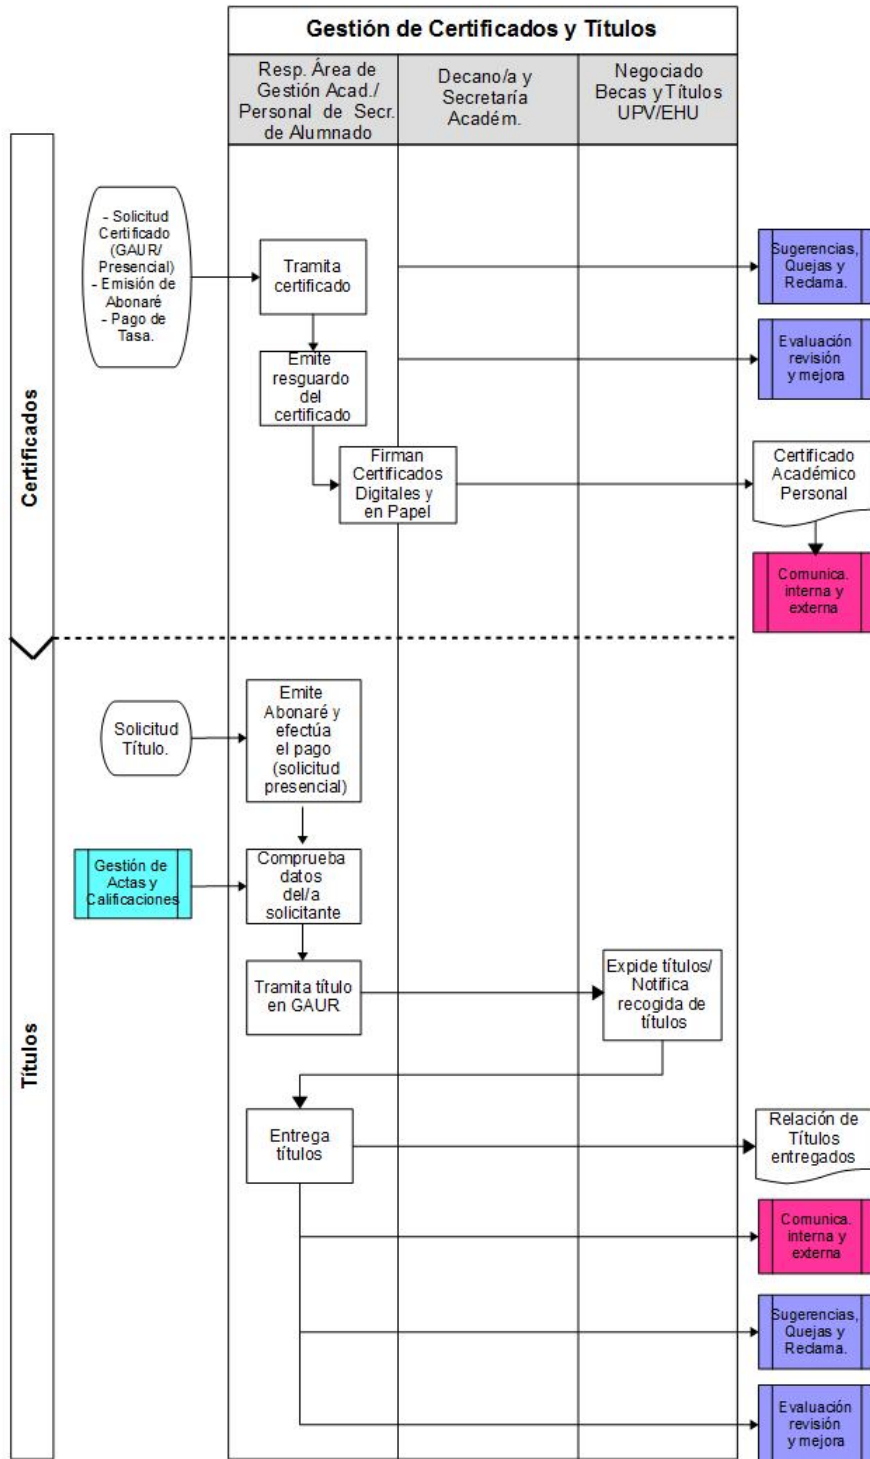 Gestión de Certificados y Títulos
Resp. Área de
Gestión Acad./
Personal de Secr.
de Alumnado
Decano/a y
Secretaría
Académ.
Negociado
Becas y Títulos
UPV/EHU
Certificados
- Solicitud
Certificado
(GAUR/
Presencial)
- Emisión de
Abonaré
- Pago de
Tasa.
Tramita
certificado
Sugerencias,
Quejas y
Reclama.
Emite
resguardo
del
certificado
Evaluación
revisión
y mejora
Firman
Certificados
Digitales y
en Papel
Certificado
Académico
Personal
Comunica.
interna y
externa
Títulos
Solicitud
Título.
Emite
Abonaré y
efectúa
el pago
(solicitud
presencial)
Gestión de
Actas y
Calificaciones
Comprueba
datos
del/a
solicitante
Tramita título
en GAUR
Expide títulos/
Notifica
recogida de
títulos
Entrega
títulos
Relación de
Títulos
entregados
Comunica.
interna y
externa
Sugerencias,
Quejas y
Reclama.
Evaluación
revisión
y mejora